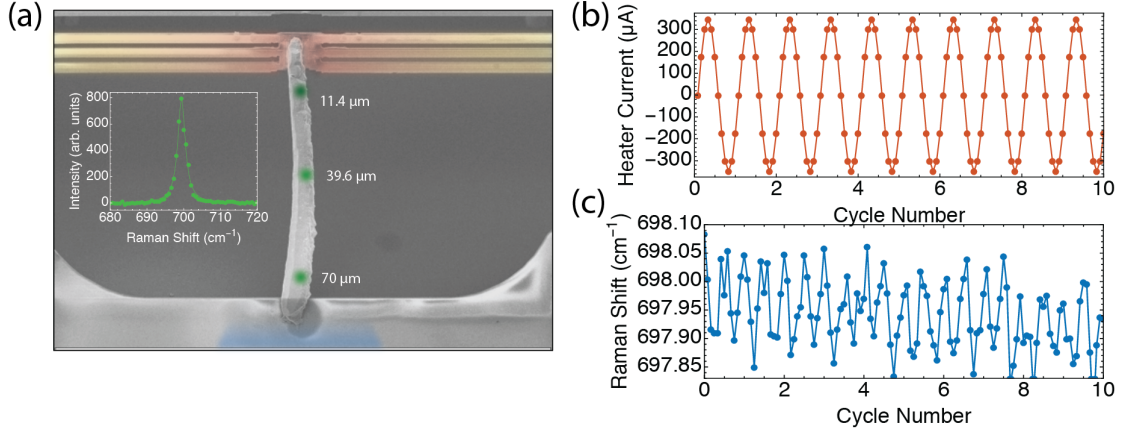 (a)
11.4 μm
39.6 μm
70 μm
Intensity (arb. units)
800
600
400
200
0
680 690 700 710 720
Raman Shift (cm⁻¹)
(b)
Heater Current (μA)
300
200
100
0
−100
−200
−300
0 2 4 6 8 10
Cycle Number
(c)
Raman Shift (cm⁻¹)
698.10
698.05
698.00
697.95
697.90
697.85
0 2 4 6 8 10
Cycle Number